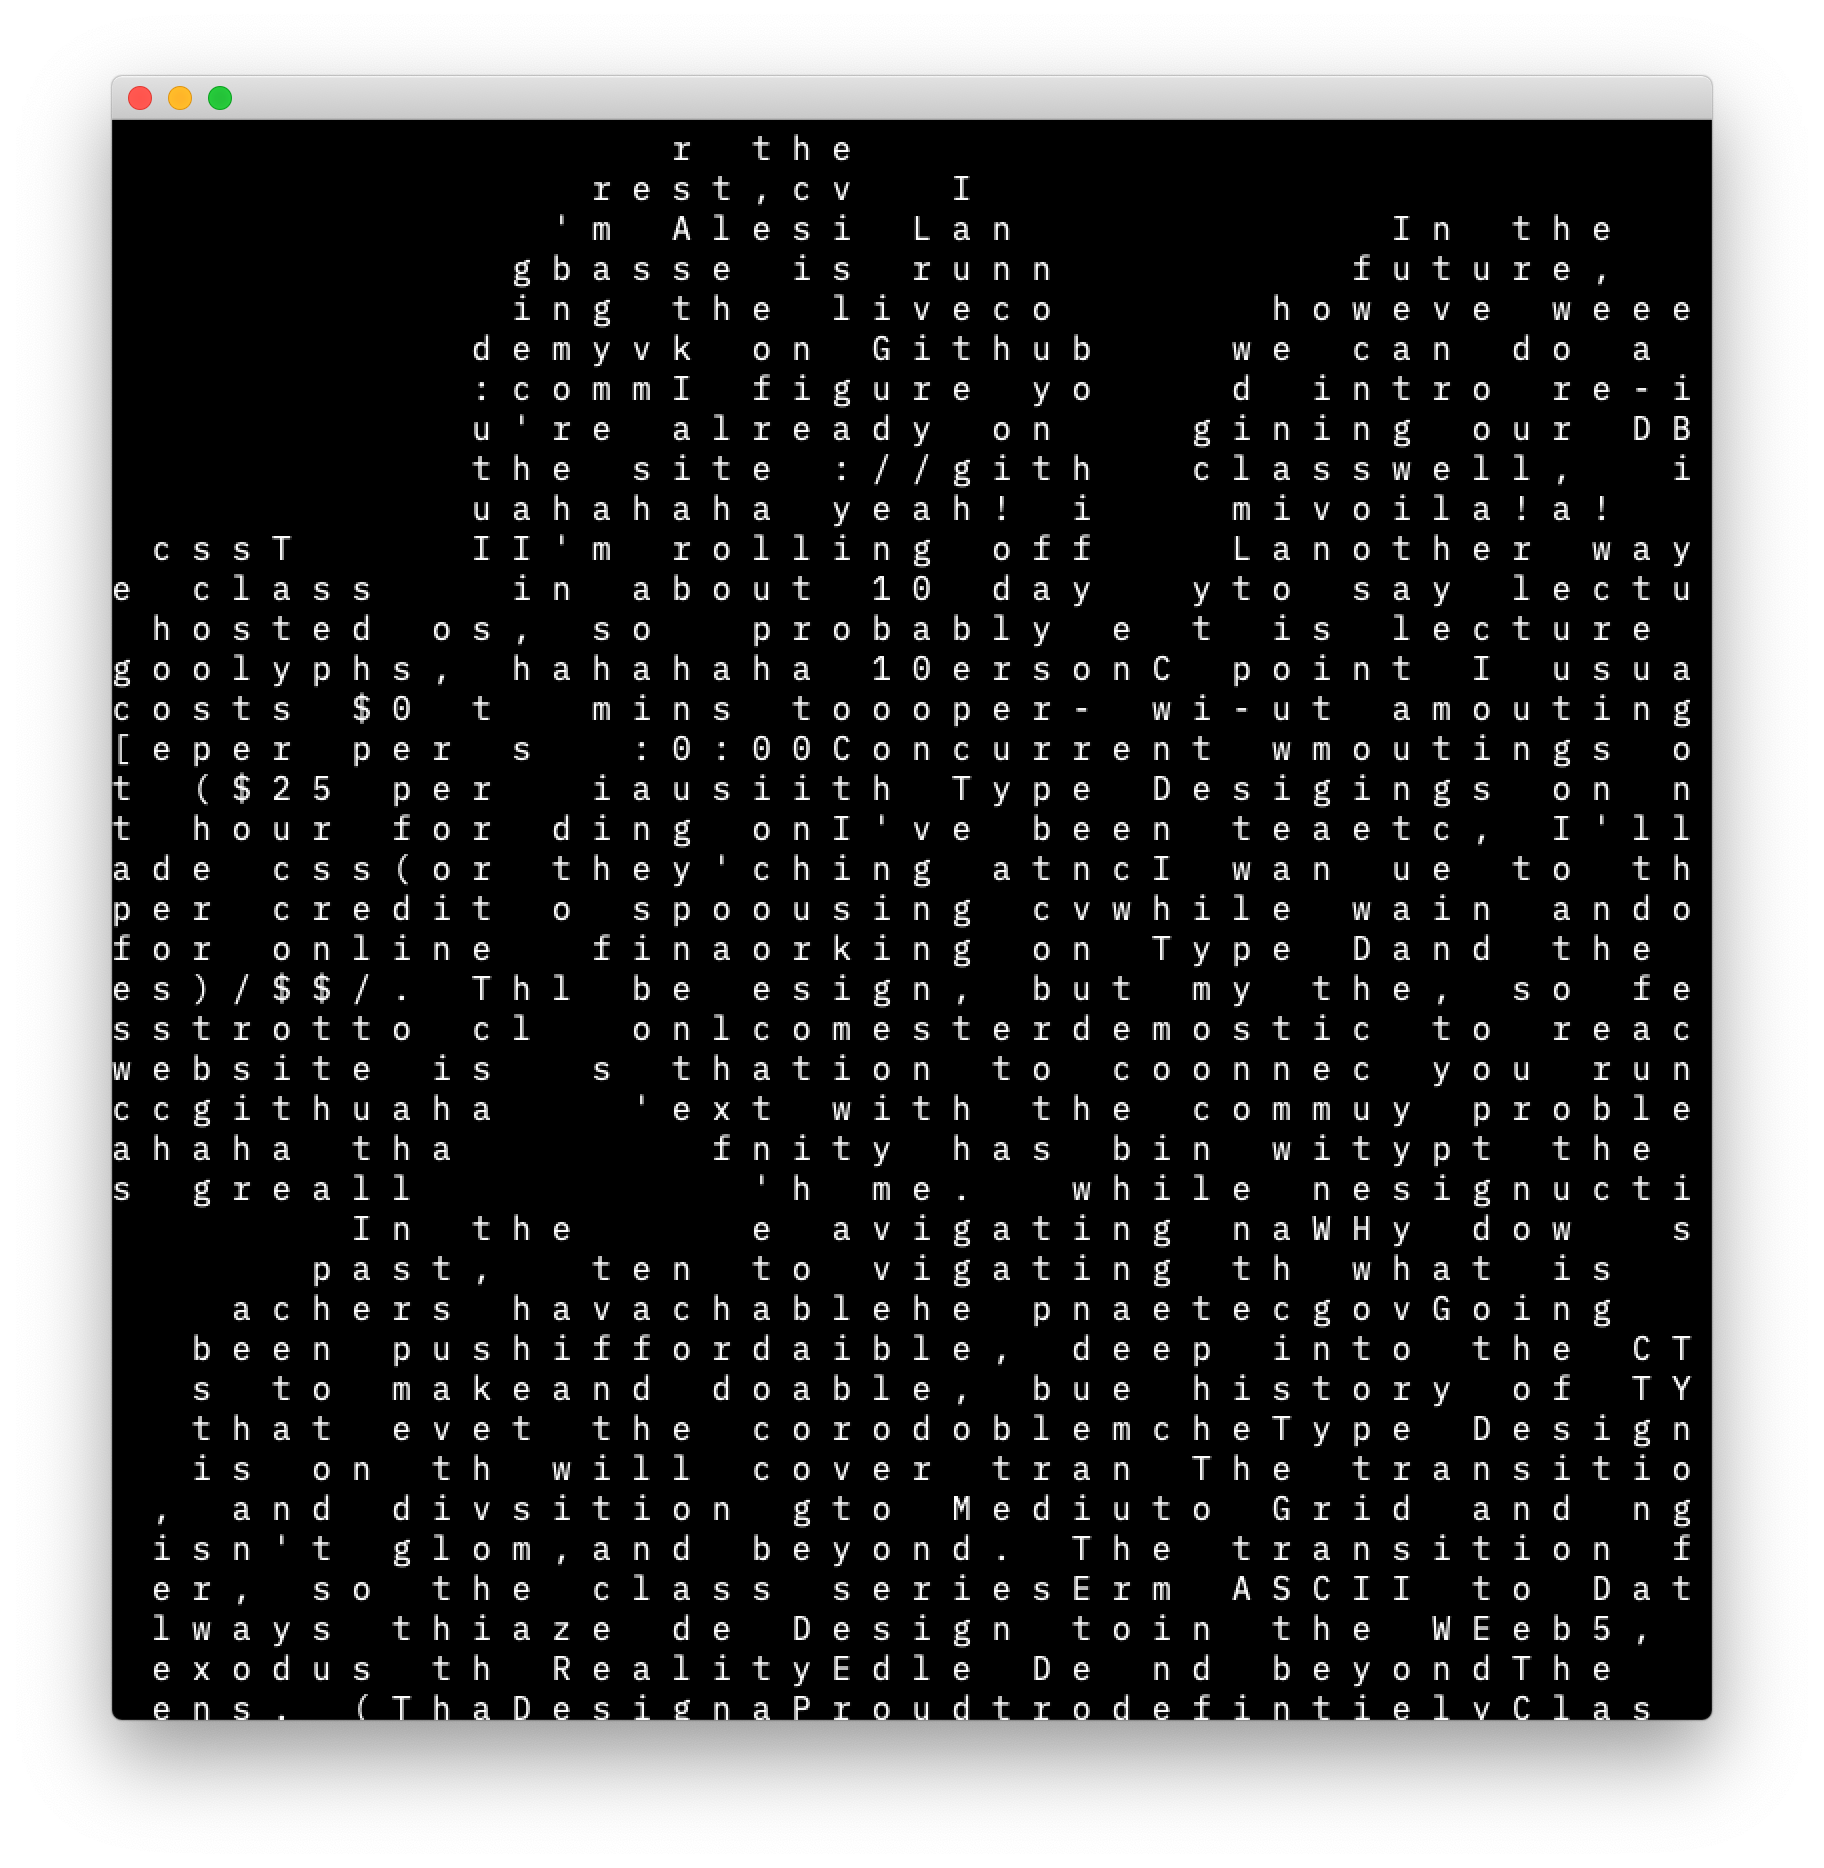 r the
rest,cv I
'm Alesi Lan In the
gbasse is runn future,
ing the liveco howeve weee
demyvk on Github we can do a
:commI figure yo d intro re-i
u're already on gining our DB
the site ://gith classwell, i
uahahaha yeah! i mivoila!a!
cssT II'm rolling off Lanother way
e class in about 10 day yto say lectu
hosted os, so probably e t is lecture
goolyphs, hahahaha 10ersonC point I usua
costs $0 t mins toooper- wi-ut amouting
[eper per s :0:00Concurrent wmoutings o
t ($25 per iausiith Type Desigings on n
t hour for ding onI've been teaetc, I'll
ade css(or they'ching atncI wan ue to th
per credit o spoousing cvwhile wain ando
for online finaorking on Type Dand the
es)/$$/. Thl be esign, but my the, so fe
sstrotto cl onlcomesterdemostic to reac
website is s thation to coonnec you run
ccgithuaha 'ext with the commuy proble
ahaha tha fnity has bin witypt the
s greall 'h me. while nesignucti
In the e avigating naWHy dow s
past, ten to vigating th what is
achers havachablehe pnaetecgovGoing
been pushiffordaible, deep into the CT
s to makeand doable, bue history of TY
that evet the corodoblemcheType Design
is on th will cover tran The transitio
, and divsition gto Mediuto Grid and ng
isn't glom,and beyond. The transition f
er, so the class seriesErm ASCII to Dat
lways thiaze de Design toin the WEeb5,
exodus th RealityEdle De nd beyondThe
ens. (ThaDesignaProudtrodefintielyClas